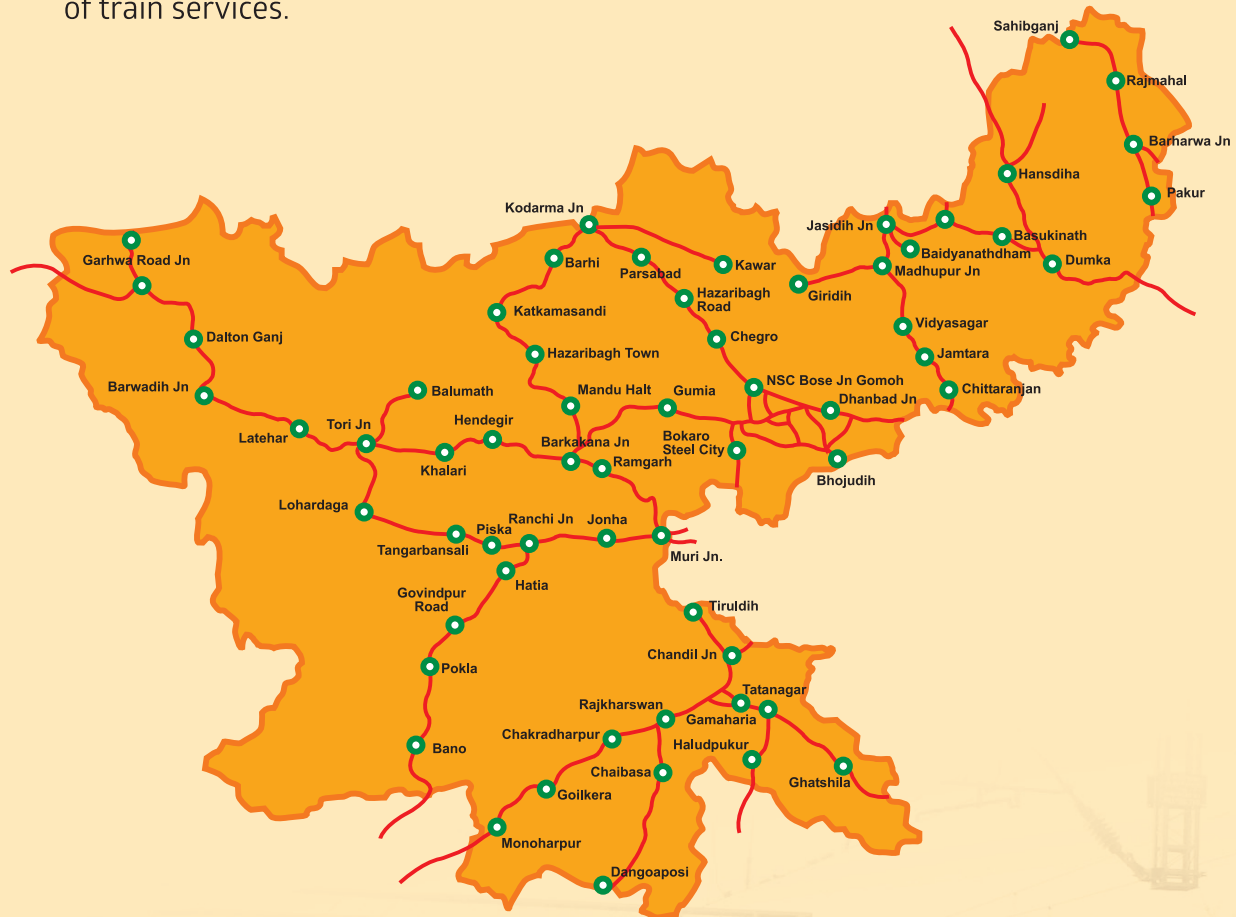 of train services.
Sahibganj
Rajmahal
Barharwa Jn
Hansdiha
Pakur
Kodarma Jn
Jasidih Jn
Basukinath
Baidyanathdham
Garhwa Road Jn
Barhi
Parsabad
Kawar
Madhupur Jn
Dumka
Giridih
Hazaribagh
Road
Katkamasandi
Vidyasagar
Dalton Ganj
Chegro
Hazaribagh Town
Jamtara
Barwadih Jn
Balumath
Mandu Halt
Gumia
NSC Bose Jn Gomoh
Chittaranjan
Dhanbad Jn
Latehar
Tori Jn
Hendegir
Barkakana Jn
Bokaro
Steel City
Khalari
Ramgarh
Bhojudih
Lohardaga
Tangarbansali
Piska
Ranchi Jn
Jonha
Muri Jn.
Hatia
Govindpur
Road
Tiruldih
Pokla
Chandil Jn
Tatanagar
Rajkharswan
Gamaharia
Chakradharpur
Haludpukur
Bano
Chaibasa
Ghatshila
Goilkera
Monoharpur
Dangoaposi